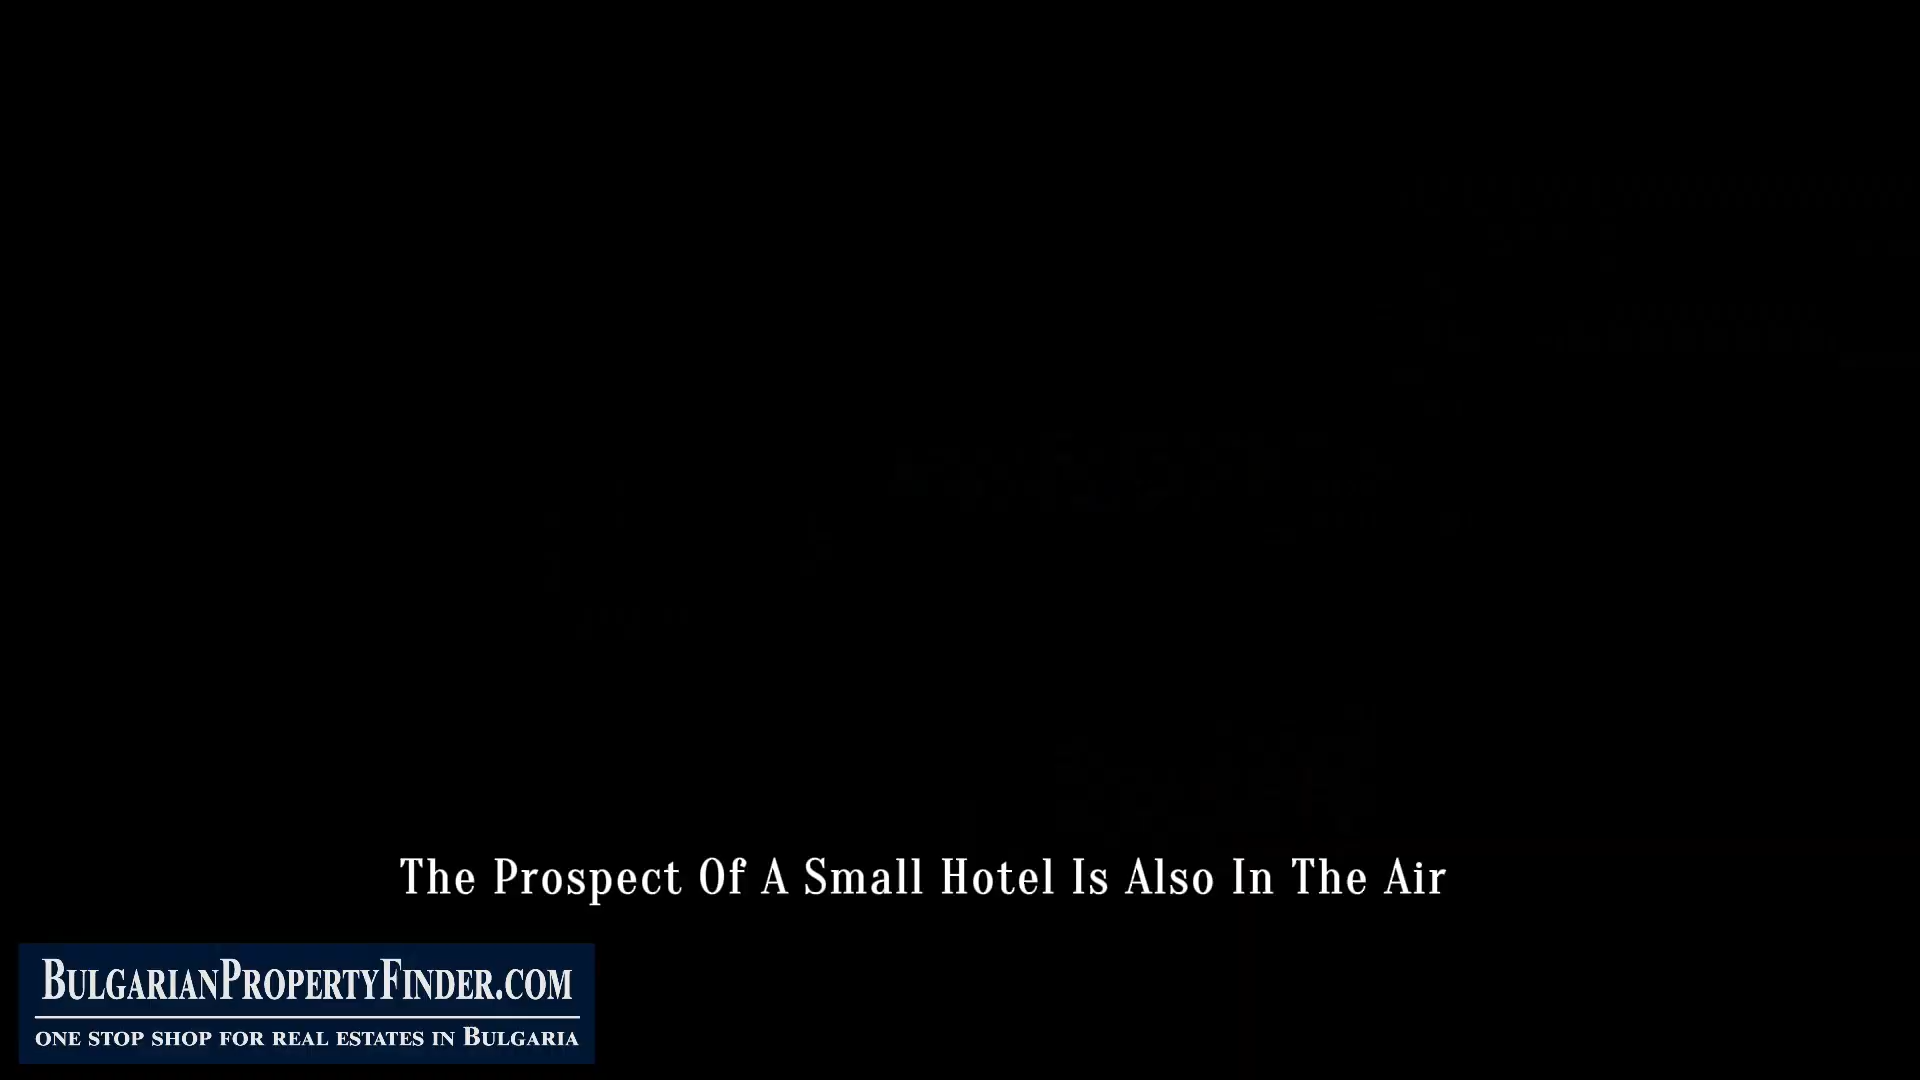 The Prospect Of A Small Hotel Is Also In The Air
BULGARIANPROPERTYFINDER.COM
ONE STOP SHOP FOR REAL ESTATES IN BULGARIA